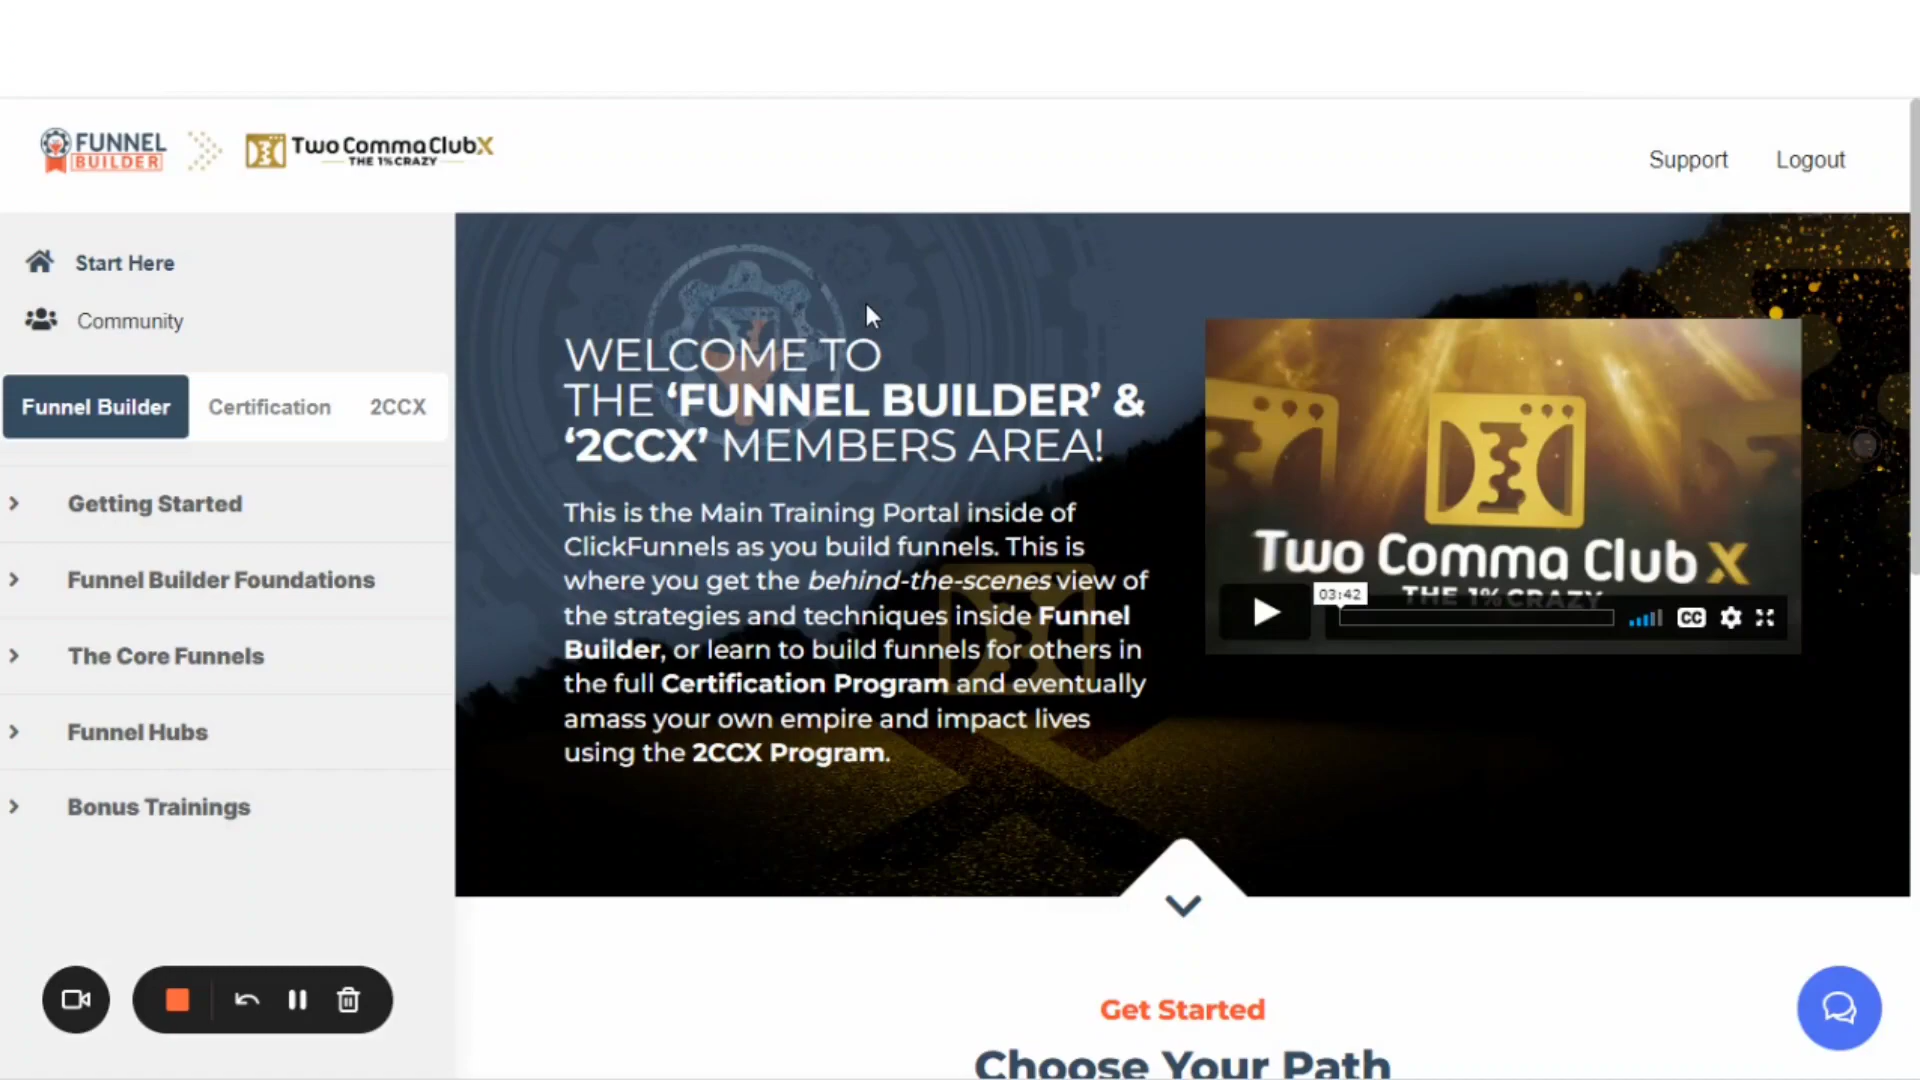 FUNNEL
BUILDER
Two Comma ClubX
THE 1% CRAZY
Support
Logout
Start Here
Community
Funnel Builder
Certification
2CCX
Getting Started
Funnel Builder Foundations
The Core Funnels
Funnel Hubs
Bonus Trainings
WELCOME TO
THE ‘FUNNEL BUILDER’ &
‘2CCX’ MEMBERS AREA!
This is the Main Training Portal inside of
ClickFunnels as you build funnels. This is
where you get the behind-the-scenes view of
the strategies and techniques inside Funnel
Builder, or learn to build funnels for others in
the full Certification Program and eventually
amass your own empire and impact lives
using the 2CCX Program.
Two Comma Club X
THE 1% CRAZY
03:42
CC
Get Started
Choose Your Path